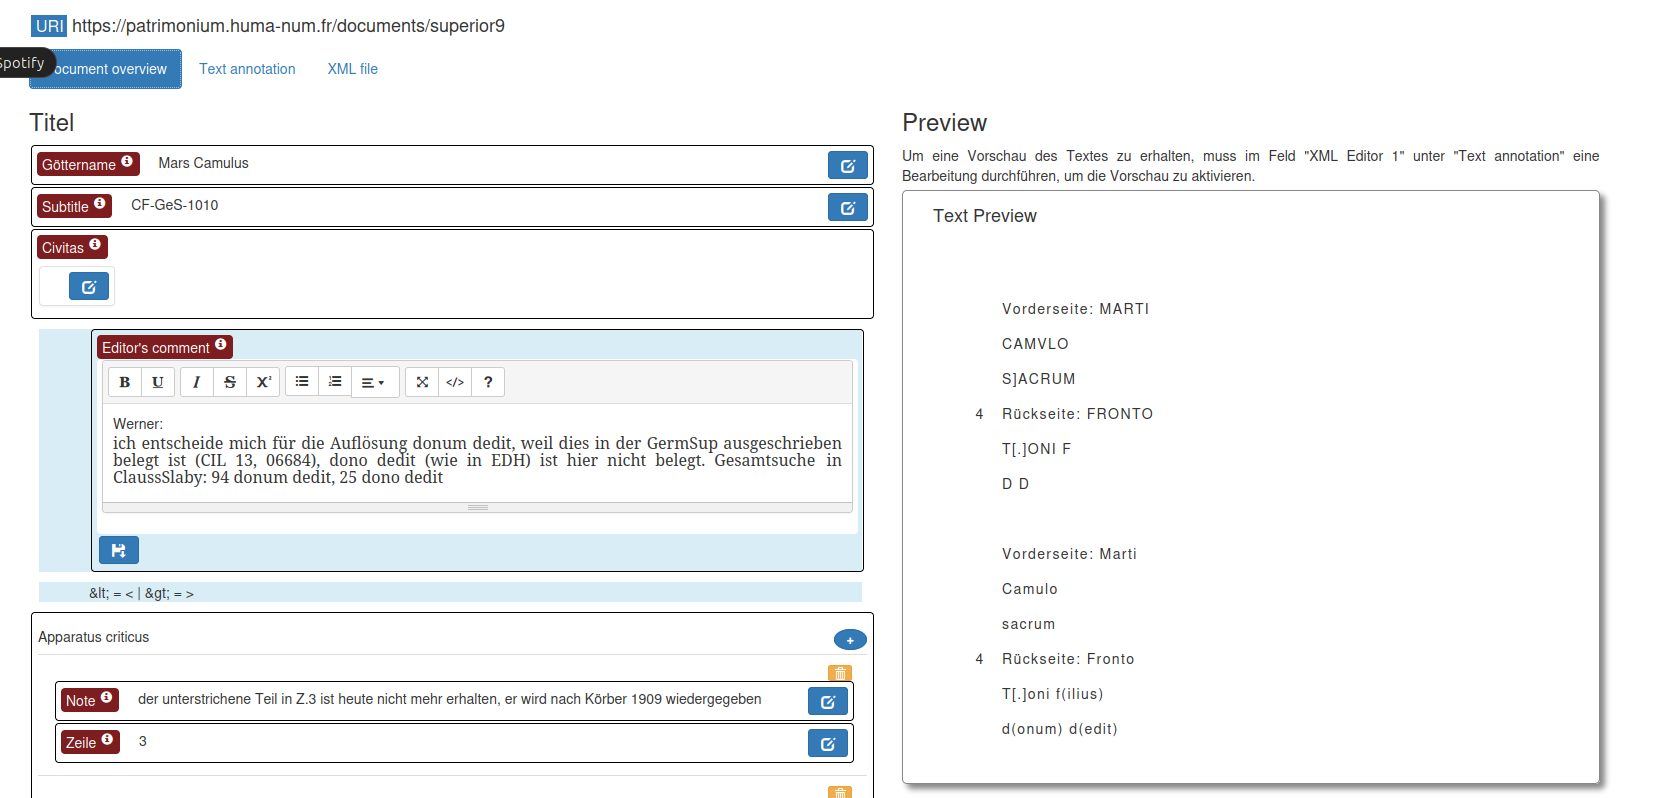 URI https://patrimonium.huma-num.fr/documents/superior9
Spotify
ocument overview
Text annotation
XML file
Titel
Göttername Mars Camulus
Subtitle CF-GeS-1010
Civitas
Editor's comment
B U I S X² </> ?
Werner:
ich entscheide mich für die Auflösung donum dedit, weil dies in der GermSup ausgeschrieben
belegt ist (CIL 13, 06684), dono dedit (wie in EDH) ist hier nicht belegt. Gesamtsuche in
ClaussSlaby: 94 donum dedit, 25 dono dedit
&lt; = < | &gt; = >
Apparatus criticus
+
Note der unterstrichene Teil in Z.3 ist heute nicht mehr erhalten, er wird nach Körber 1909 wiedergegeben
Zeile 3
Preview
Um eine Vorschau des Textes zu erhalten, muss im Feld "XML Editor 1" unter "Text annotation" eine
Bearbeitung durchführen, um die Vorschau zu aktivieren.
Text Preview
Vorderseite: MARTI
CAMVLO
S]ACRUM
4 Rückseite: FRONTO
T[.]ONI F
D D
Vorderseite: Marti
Camulo
sacrum
4 Rückseite: Fronto
T[.]oni f(ilius)
d(onum) d(edit)